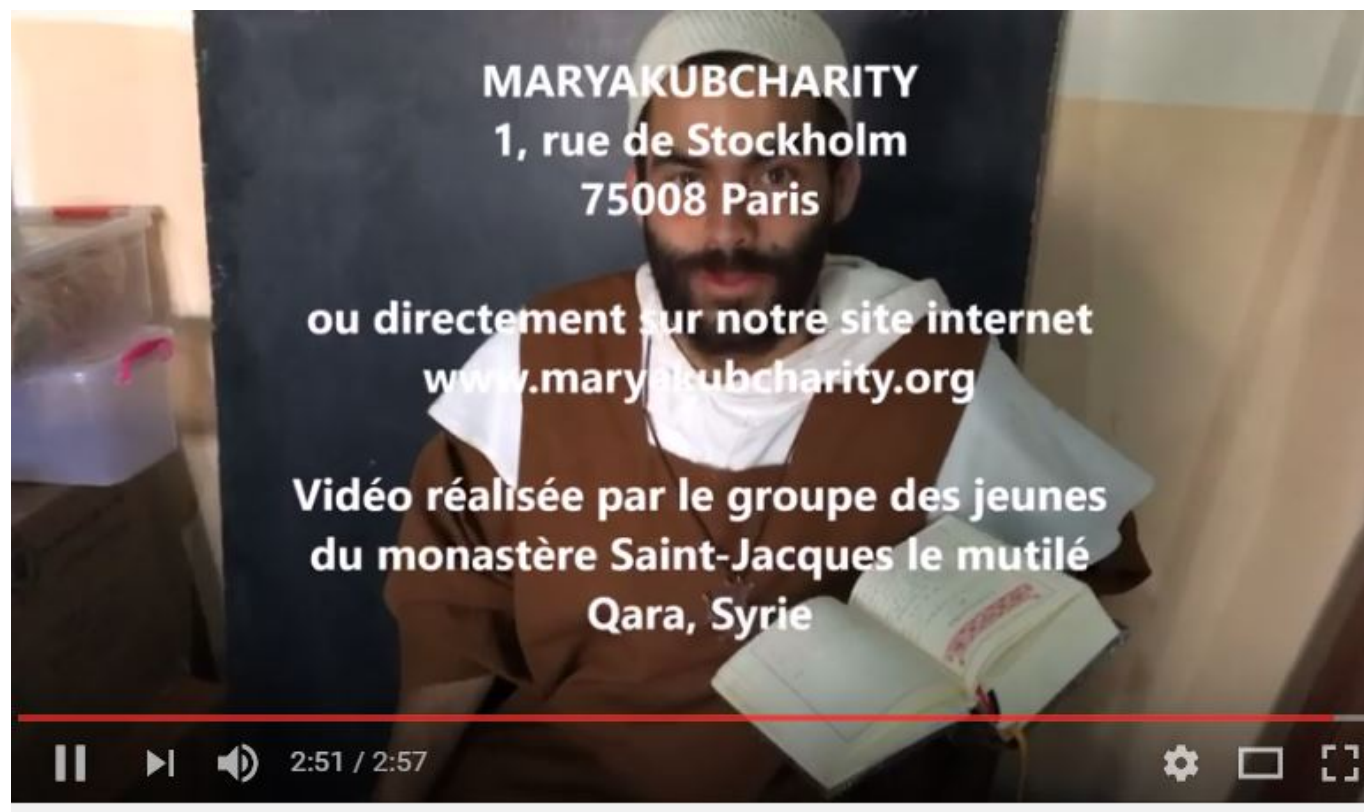 MARYAKUBCHARITY
1, rue de Stockholm
75008 Paris
ou directement sur notre site internet
www.maryakubcharity.org
Vidéo réalisée par le groupe des jeunes
du monastère Saint-Jacques le mutilé
Qara, Syrie
2:51 / 2:57